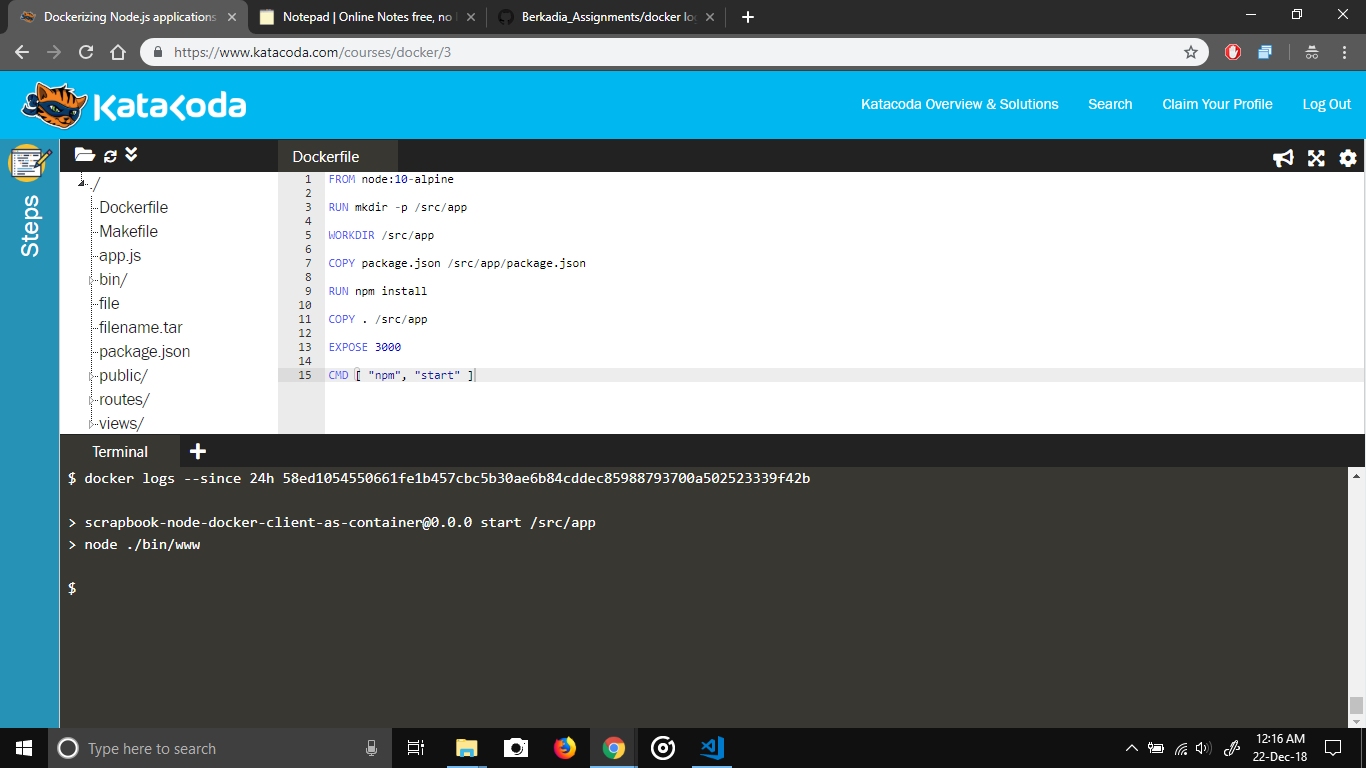 Dockerizing Node.js applications
Notepad | Online Notes free, no
Berkadia_Assignments/docker log
https://www.katacoda.com/courses/docker/3
KataKoda
Katacoda Overview & Solutions
Search
Claim Your Profile
Log Out
Steps
./
Dockerfile
Makefile
app.js
bin/
file
filename.tar
package.json
public/
routes/
views/
Dockerfile
1 FROM node:10-alpine
2
3 RUN mkdir -p /src/app
4
5 WORKDIR /src/app
6
7 COPY package.json /src/app/package.json
8
9 RUN npm install
10
11 COPY . /src/app
12
13 EXPOSE 3000
14
15 CMD [ "npm", "start" ]
Terminal
$ docker logs --since 24h 58ed1054550661fe1b457cbc5b30ae6b84cddec85988793700a502523339f42b
> scrapbook-node-docker-client-as-container@0.0.0 start /src/app
> node ./bin/www
$
Type here to search
12:16 AM
22-Dec-18